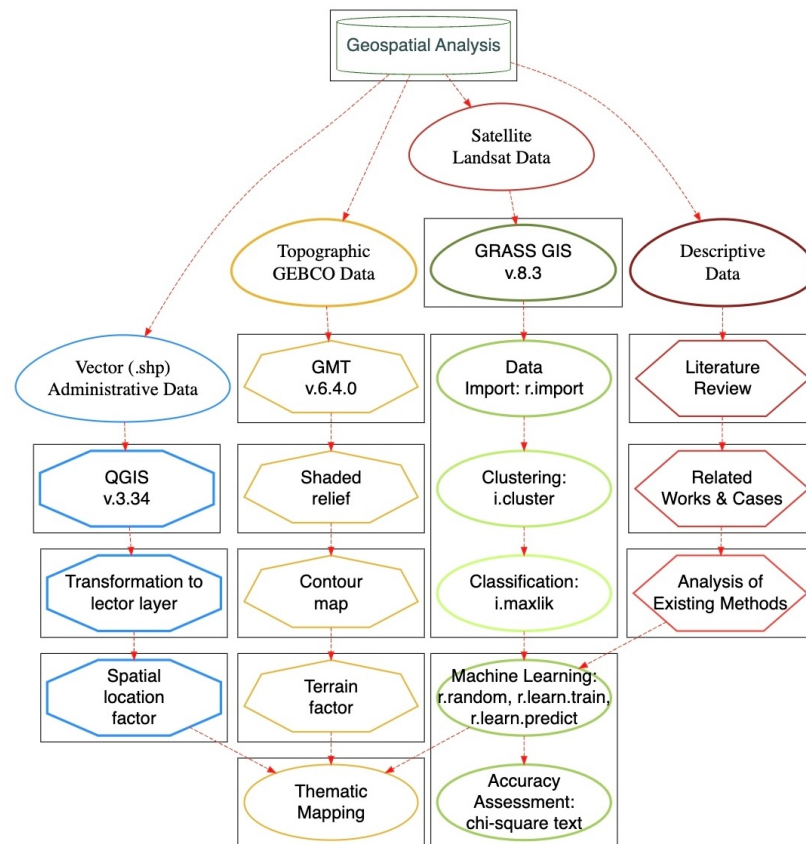 Geospatial Analysis
Satellite
Landsat Data
Topographic
GEBCO Data
GRASS GIS
v.8.3
Descriptive
Data
Vector (.shp)
Administrative Data
GMT
v.6.4.0
Data
Import: r.import
Literature
Review
QGIS
v.3.34
Shaded
relief
Clustering:
i.cluster
Related
Works & Cases
Transformation to
lector layer
Contour
map
Classification:
i.maxlik
Analysis of
Existing Methods
Spatial
location
factor
Terrain
factor
Machine Learning:
r.random, r.learn.train,
r.learn.predict
Thematic
Mapping
Accuracy
Assessment:
chi-square text